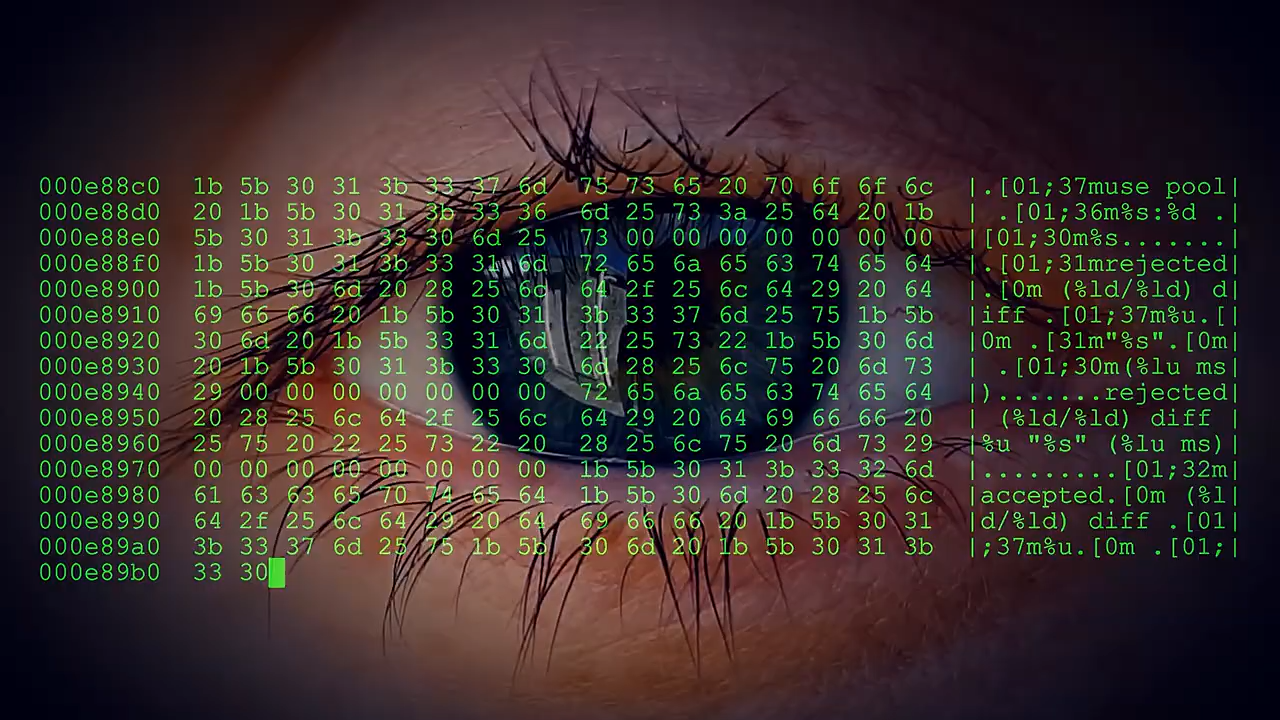 000e88c0  1b 5b 30 31 3b 33 37 6d  75 73 65 20 70 6f 6f 6c  |.[01;37muse pool|
000e88d0  20 1b 5b 30 31 3b 33 36  6d 25 73 3a 25 64 20 1b  | .[01;36m%s:%d .|
000e88e0  5b 30 31 3b 33 30 6d 25  73 00 00 00 00 00 00 00  |[01;30m%s.......|
000e88f0  1b 5b 30 31 3b 33 31 6d  72 65 6a 65 63 74 65 64  |.[01;31mrejected|
000e8900  1b 5b 30 6d 20 28 25 6c  64 2f 25 6c 64 29 20 64  |.[0m (%ld/%ld) d|
000e8910  69 66 66 20 1b 5b 30 31  3b 33 37 6d 25 75 1b 5b  |iff .[01;37m%u.[|
000e8920  30 6d 20 1b 5b 33 31 6d  22 25 73 22 1b 5b 30 6d  |0m .[31m"%s".[0m|
000e8930  20 1b 5b 30 31 3b 33 30  6d 28 25 6c 75 20 6d 73  | .[01;30m(%lu ms|
000e8940  29 00 00 00 00 00 00 00  72 65 6a 65 63 74 65 64  |).......rejected|
000e8950  20 28 25 6c 64 2f 25 6c  64 29 20 64 69 66 66 20  | (%ld/%ld) diff |
000e8960  25 75 20 22 25 73 22 20  28 25 6c 75 20 6d 73 29  |%u "%s" (%lu ms)|
000e8970  00 00 00 00 00 00 00 00  1b 5b 30 31 3b 33 32 6d  |.........[01;32m|
000e8980  61 63 63 65 70 74 65 64  1b 5b 30 6d 20 28 25 6c  |accepted.[0m (%l|
000e8990  64 2f 25 6c 64 29 20 64  69 66 66 20 1b 5b 30 31  |d/%ld) diff .[01|
000e89a0  3b 33 37 6d 25 75 1b 5b  30 6d 20 1b 5b 30 31 3b  |;37m%u.[0m .[01;|
000e89b0  33 30